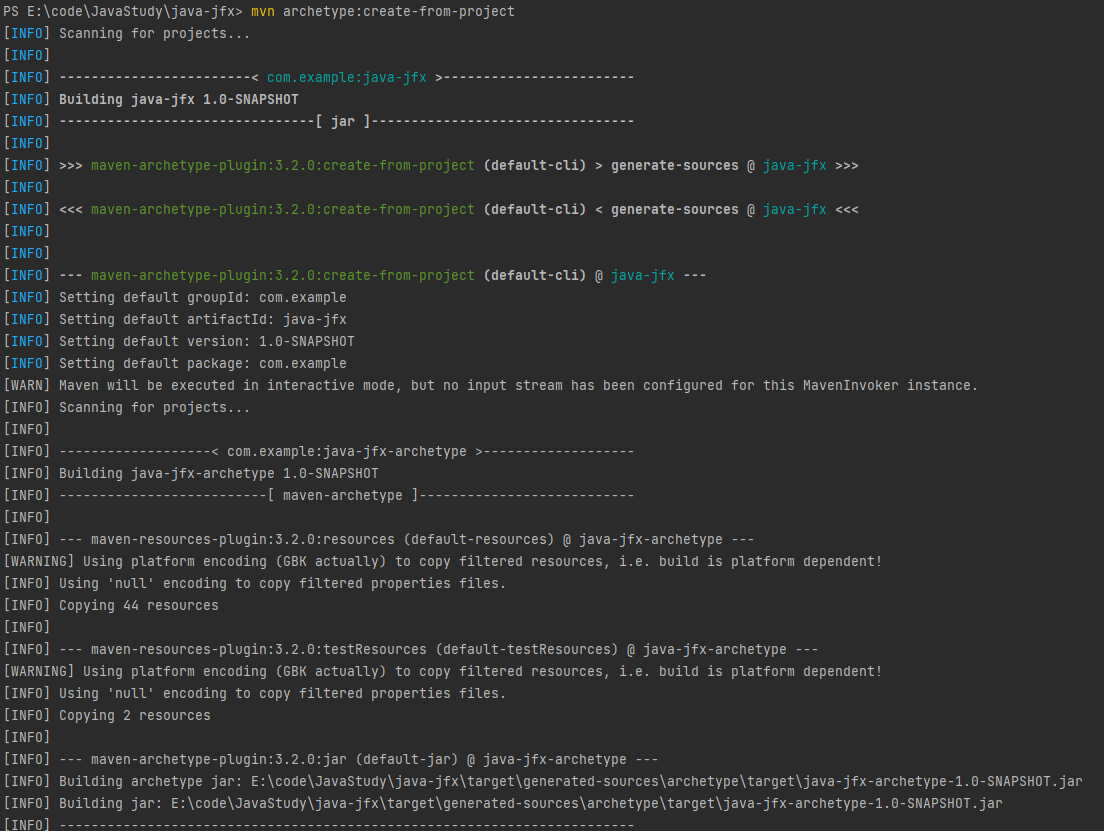 PS E:\code\JavaStudy\java-jfx> mvn archetype:create-from-project
[INFO] Scanning for projects...
[INFO]
[INFO] ------------------------< com.example:java-jfx >------------------------
[INFO] Building java-jfx 1.0-SNAPSHOT
[INFO] --------------------------------[ jar ]---------------------------------
[INFO]
[INFO] >>> maven-archetype-plugin:3.2.0:create-from-project (default-cli) > generate-sources @ java-jfx >>>
[INFO]
[INFO] <<< maven-archetype-plugin:3.2.0:create-from-project (default-cli) < generate-sources @ java-jfx <<<
[INFO]
[INFO]
[INFO] --- maven-archetype-plugin:3.2.0:create-from-project (default-cli) @ java-jfx ---
[INFO] Setting default groupId: com.example
[INFO] Setting default artifactId: java-jfx
[INFO] Setting default version: 1.0-SNAPSHOT
[INFO] Setting default package: com.example
[WARN] Maven will be executed in interactive mode, but no input stream has been configured for this MavenInvoker instance.
[INFO] Scanning for projects...
[INFO]
[INFO] -------------------< com.example:java-jfx-archetype >-------------------
[INFO] Building java-jfx-archetype 1.0-SNAPSHOT
[INFO] --------------------------[ maven-archetype ]---------------------------
[INFO]
[INFO] --- maven-resources-plugin:3.2.0:resources (default-resources) @ java-jfx-archetype ---
[WARNING] Using platform encoding (GBK actually) to copy filtered resources, i.e. build is platform dependent!
[INFO] Using 'null' encoding to copy filtered properties files.
[INFO] Copying 44 resources
[INFO]
[INFO] --- maven-resources-plugin:3.2.0:testResources (default-testResources) @ java-jfx-archetype ---
[WARNING] Using platform encoding (GBK actually) to copy filtered resources, i.e. build is platform dependent!
[INFO] Using 'null' encoding to copy filtered properties files.
[INFO] Copying 2 resources
[INFO]
[INFO] --- maven-archetype-plugin:3.2.0:jar (default-jar) @ java-jfx-archetype ---
[INFO] Building archetype jar: E:\code\JavaStudy\java-jfx\target\generated-sources\archetype\target\java-jfx-archetype-1.0-SNAPSHOT.jar
[INFO] Building jar: E:\code\JavaStudy\java-jfx\target\generated-sources\archetype\target\java-jfx-archetype-1.0-SNAPSHOT.jar
[INFO] ------------------------------------------------------------------------